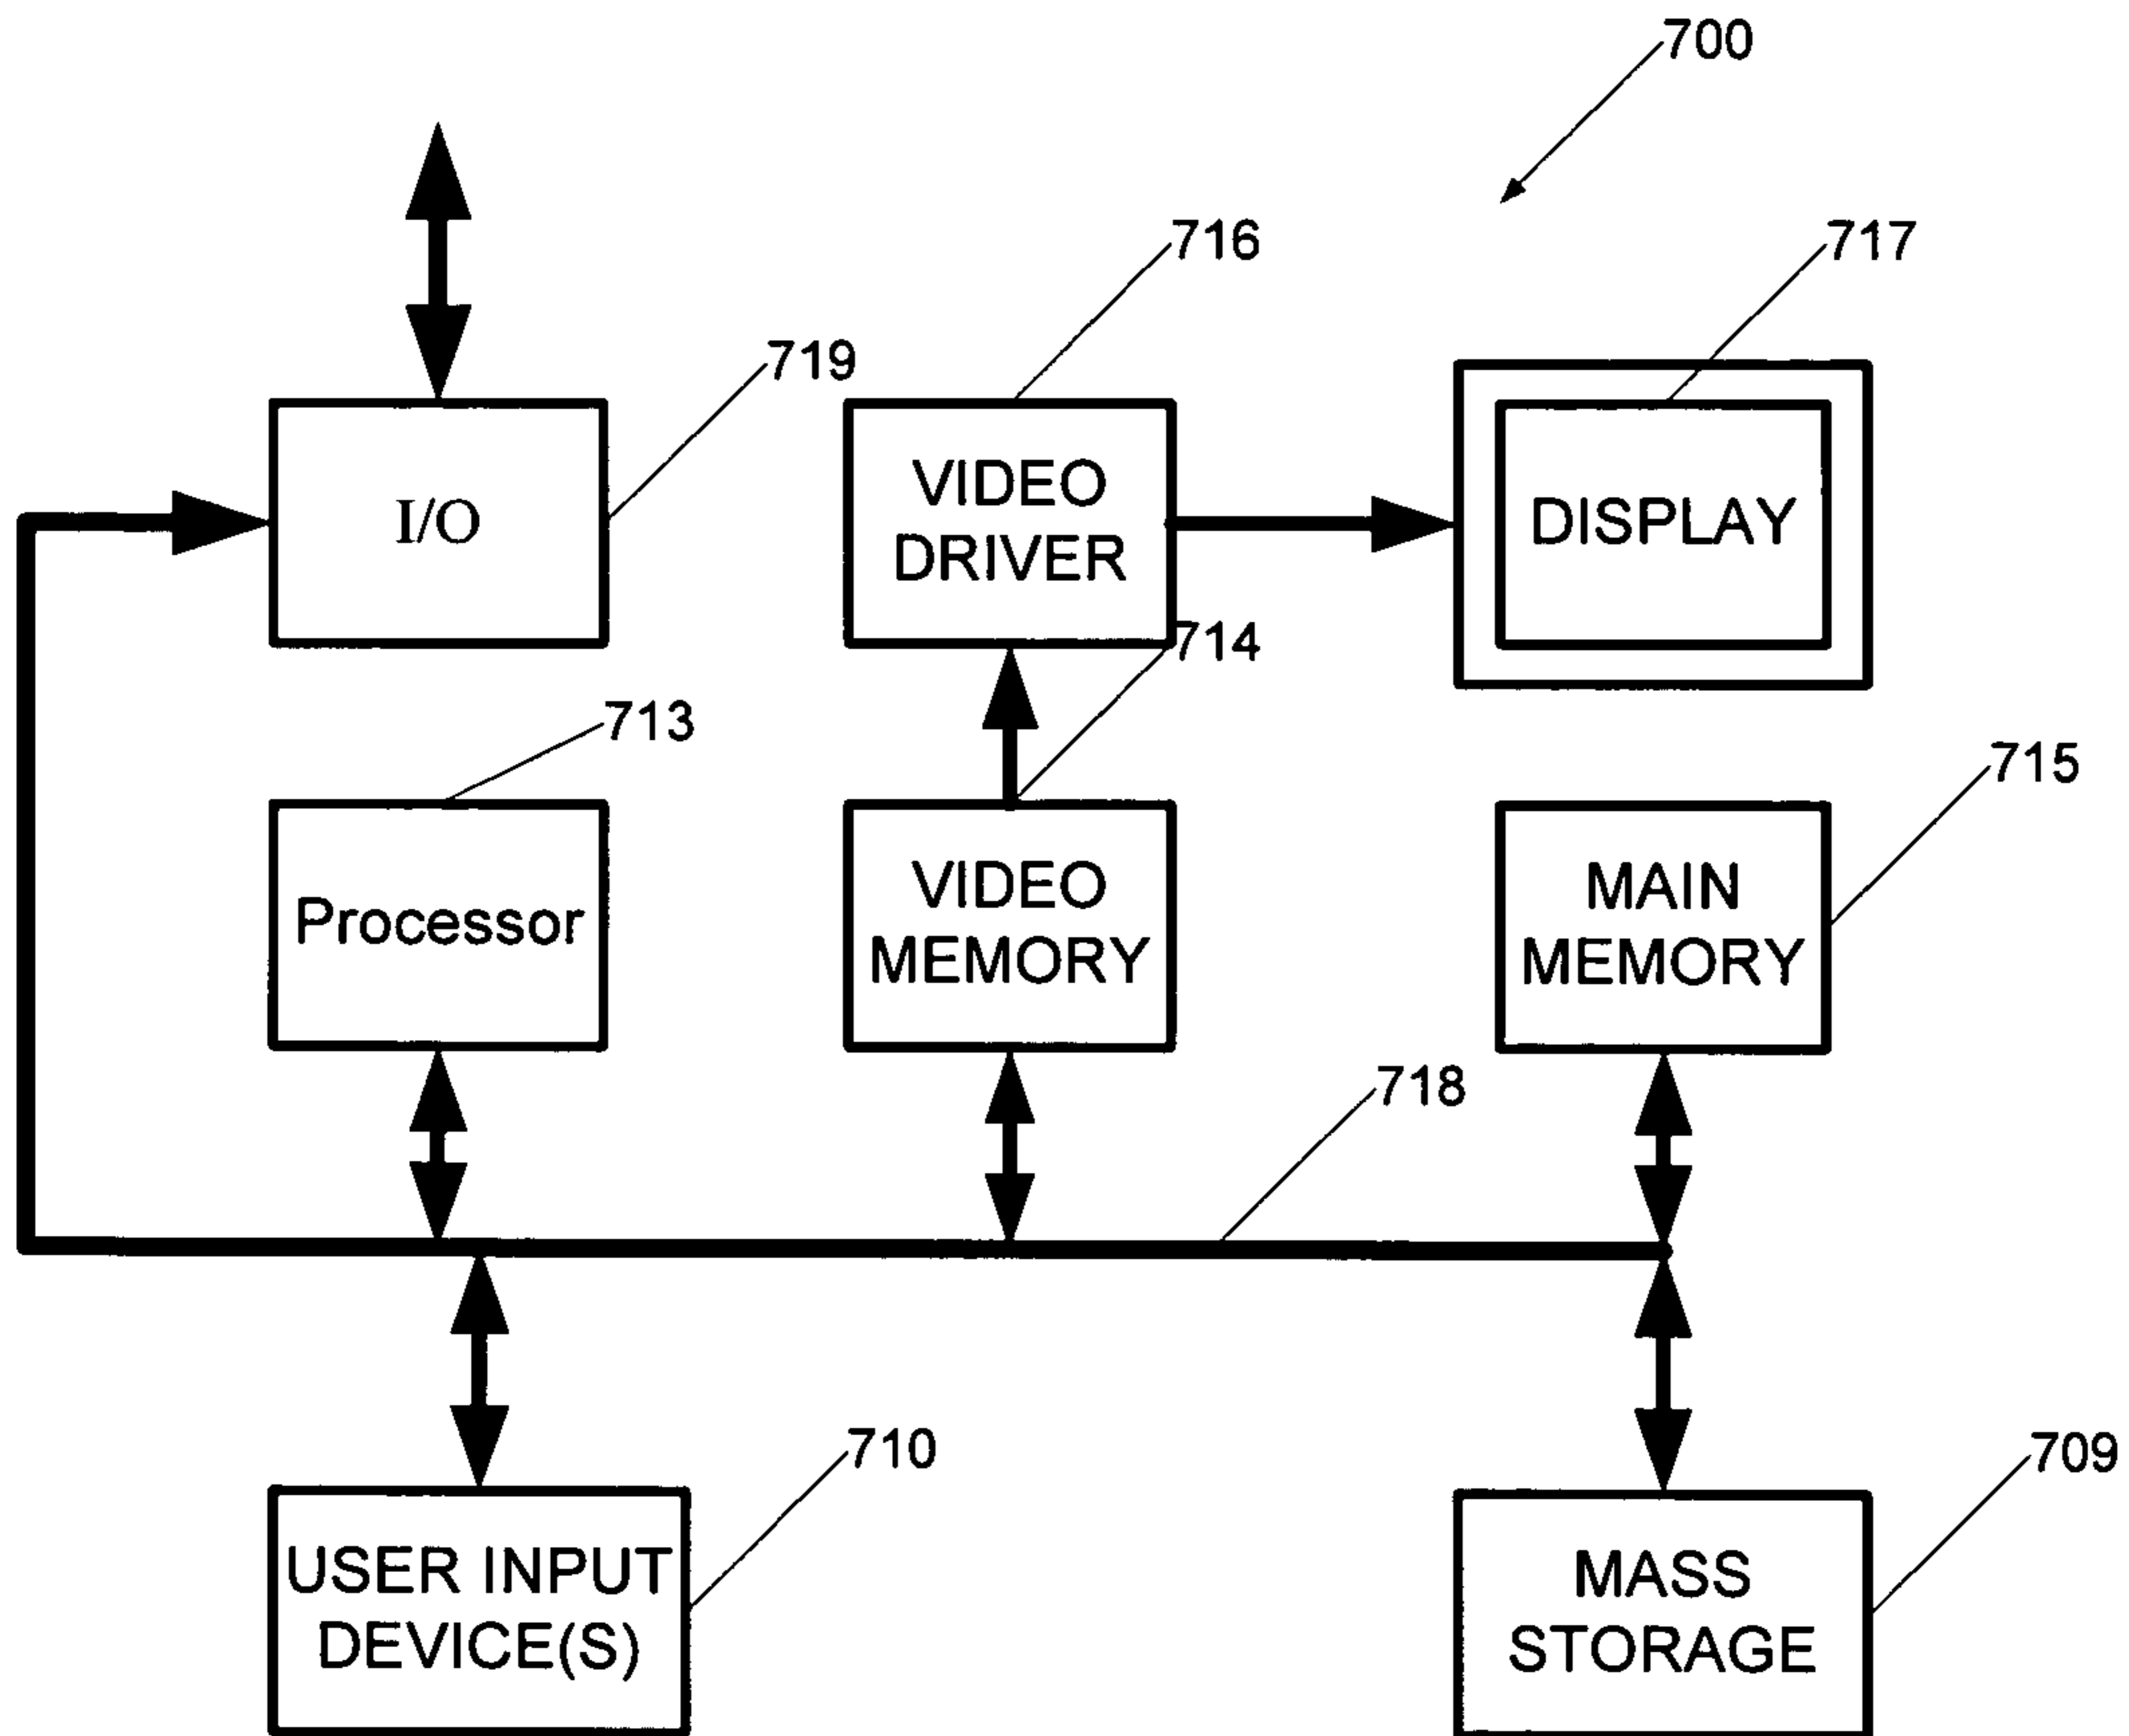 700
716
717
719
I/O
VIDEO
DRIVER
DISPLAY
714
713
715
Processor
VIDEO
MEMORY
MAIN
MEMORY
718
710
709
USER INPUT
DEVICE(S)
MASS
STORAGE